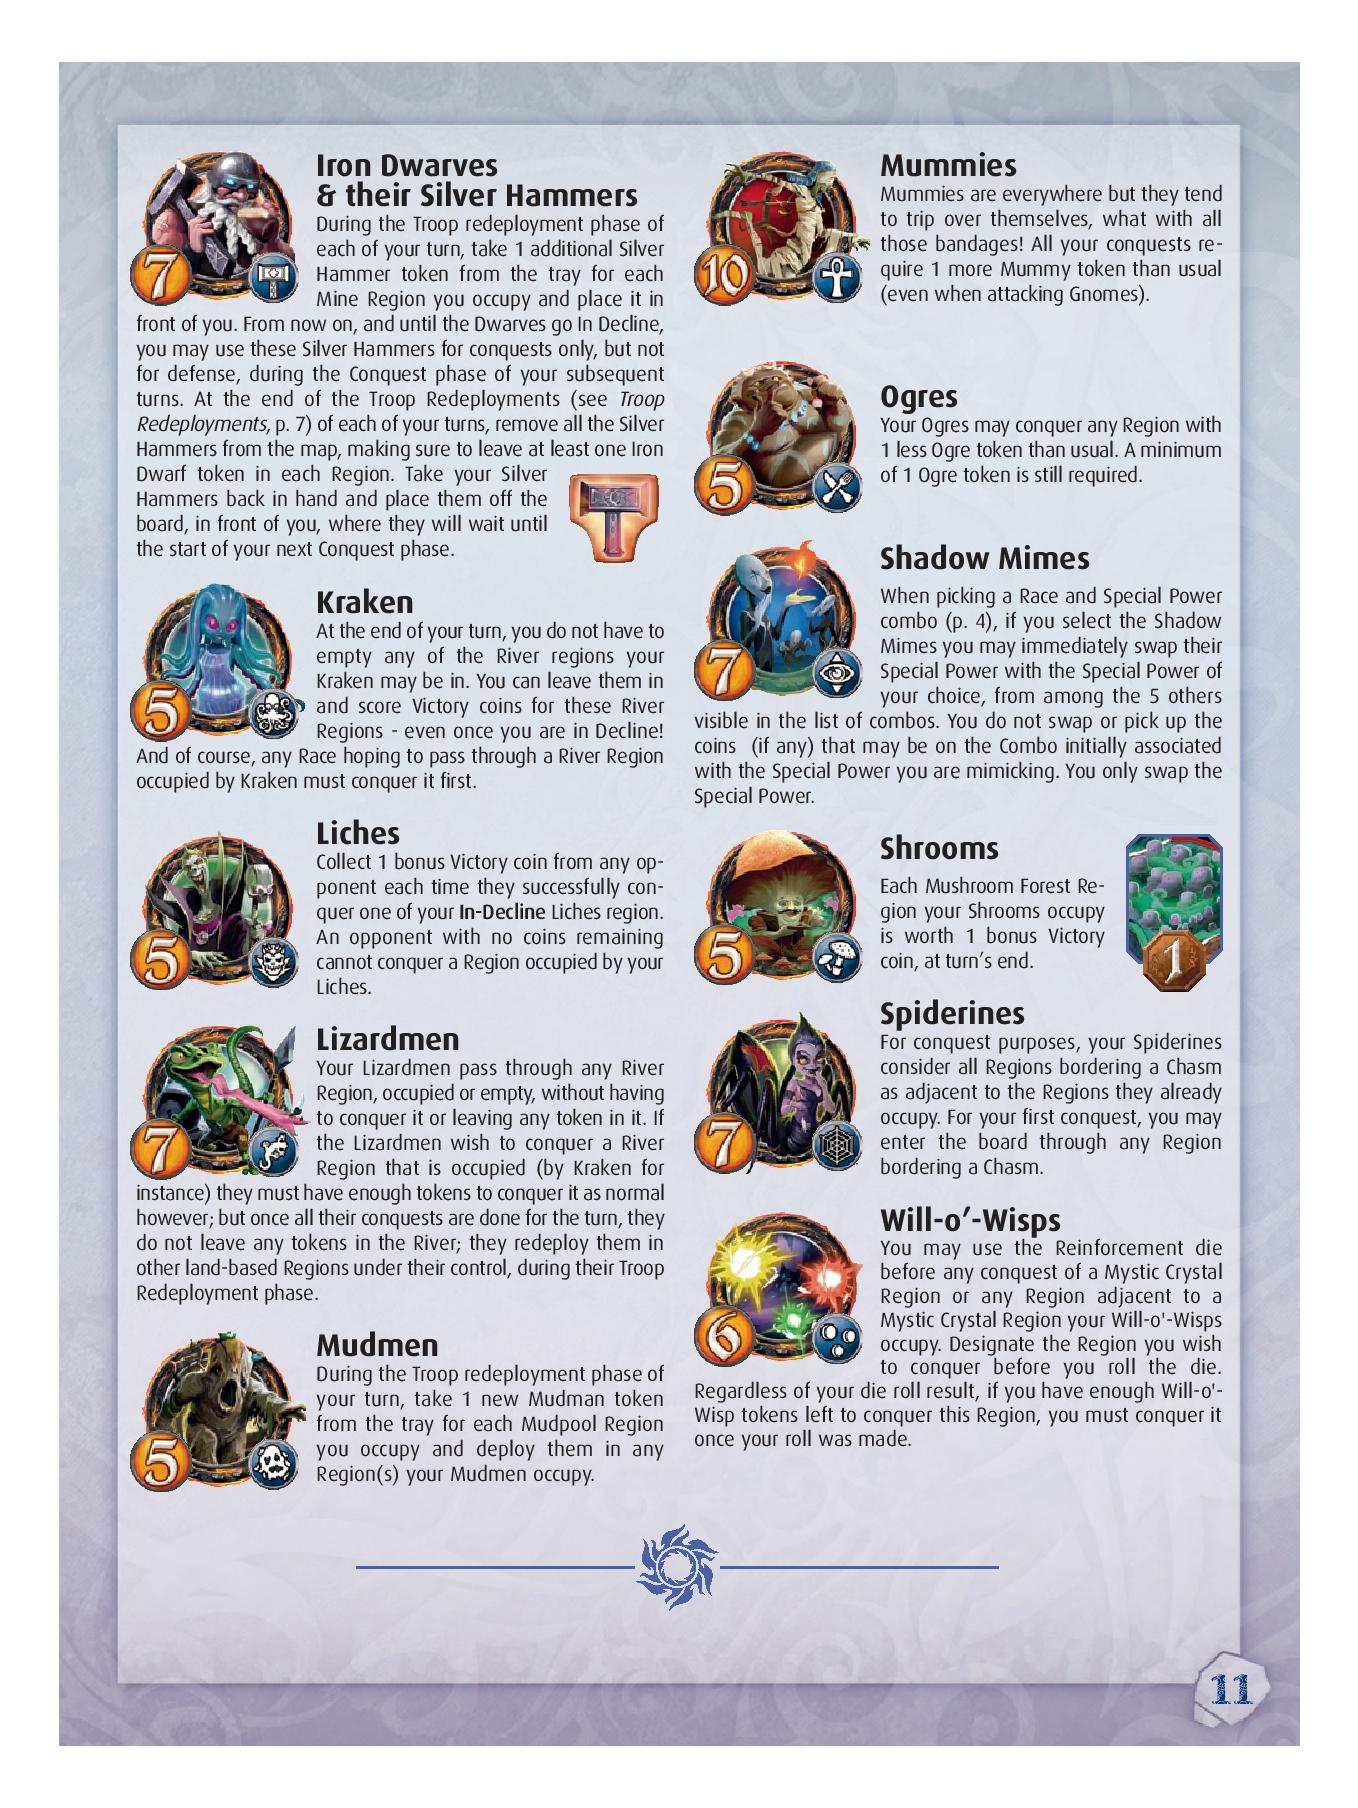 Iron Dwarves
& their Silver Hammers
During the Troop redeployment phase of
each of your turn, take 1 additional Silver
Hammer token from the tray for each
Mine Region you occupy and place it in
front of you. From now on, and until the Dwarves go In Decline,
you may use these Silver Hammers for conquests only, but not
for defense, during the Conquest phase of your subsequent
turns. At the end of the Troop Redeployments (see Troop
Redeployments, p. 7) of each of your turns, remove all the Silver
Hammers from the map, making sure to leave at least one Iron
Dwarf token in each Region. Take your Silver
Hammers back in hand and place them off the
board, in front of you, where they will wait until
the start of your next Conquest phase.
7
Kraken
At the end of your turn, you do not have to
empty any of the River regions your
Kraken may be in. You can leave them in
and score Victory coins for these River
Regions - even once you are in Decline!
And of course, any Race hoping to pass through a River Region
occupied by Kraken must conquer it first.
5
Liches
Collect 1 bonus Victory coin from any op-
ponent each time they successfully con-
quer one of your In-Decline Liches region.
An opponent with no coins remaining
cannot conquer a Region occupied by your
Liches.
5
Lizardmen
Your Lizardmen pass through any River
Region, occupied or empty, without having
to conquer it or leaving any token in it. If
the Lizardmen wish to conquer a River
Region that is occupied (by Kraken for
instance) they must have enough tokens to conquer it as normal
however; but once all their conquests are done for the turn, they
do not leave any tokens in the River; they redeploy them in
other land-based Regions under their control, during their Troop
Redeployment phase.
7
Mudmen
During the Troop redeployment phase of
your turn, take 1 new Mudman token
from the tray for each Mudpool Region
you occupy and deploy them in any
Region(s) your Mudmen occupy.
5
Mummies
Mummies are everywhere but they tend
to trip over themselves, what with all
those bandages! All your conquests re-
quire 1 more Mummy token than usual
(even when attacking Gnomes).
10
Ogres
Your Ogres may conquer any Region with
1 less Ogre token than usual. A minimum
of 1 Ogre token is still required.
5
Shadow Mimes
When picking a Race and Special Power
combo (p. 4), if you select the Shadow
Mimes you may immediately swap their
Special Power with the Special Power of
your choice, from among the 5 others
visible in the list of combos. You do not swap or pick up the
coins (if any) that may be on the Combo initially associated
with the Special Power you are mimicking. You only swap the
Special Power.
7
Shrooms
Each Mushroom Forest Re-
gion your Shrooms occupy
is worth 1 bonus Victory
coin, at turn's end.
5
1
Spiderines
For conquest purposes, your Spiderines
consider all Regions bordering a Chasm
as adjacent to the Regions they already
occupy. For your first conquest, you may
enter the board through any Region
bordering a Chasm.
7
Will-o'-Wisps
You may use the Reinforcement die
before any conquest of a Mystic Crystal
Region or any Region adjacent to a
Mystic Crystal Region your Will-o'-Wisps
occupy. Designate the Region you wish
to conquer before you roll the die.
Regardless of your die roll result, if you have enough Will-o'-
Wisp tokens left to conquer this Region, you must conquer it
once your roll was made.
6
11